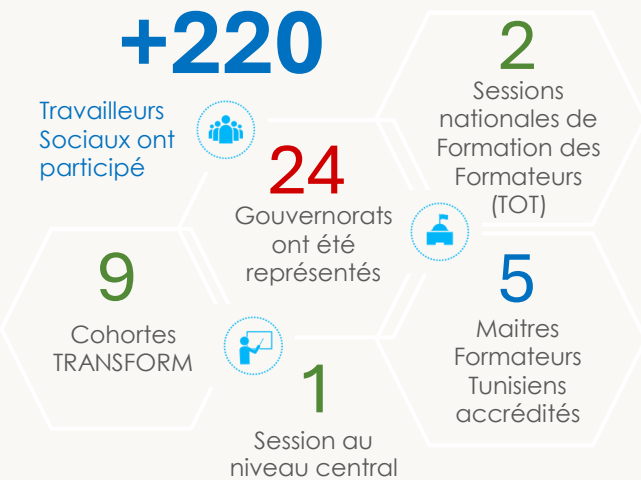 +220
Travailleurs
Sociaux ont
participé
2
Sessions
nationales de
Formation des
Formateurs
(TOT)
24
Gouvernorats
ont été
représentés
9
Cohortes
TRANSFORM
5
Maitres
Formateurs
Tunisiens
accrédités
1
Session au
niveau central